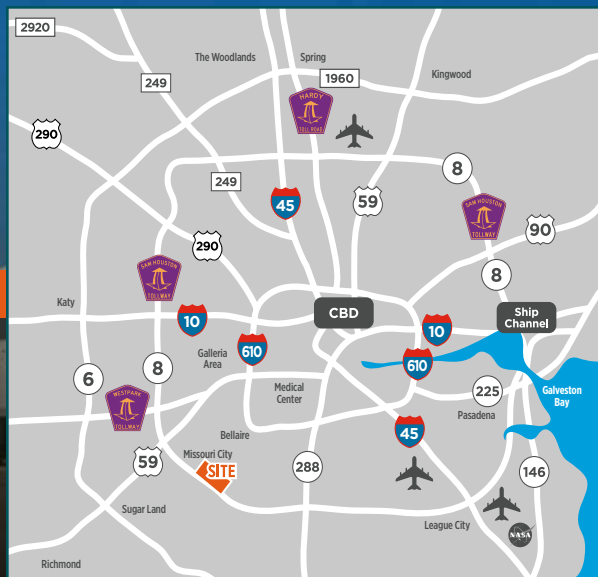 2920
The Woodlands
Spring
Kingwood
249
1960
HARDY
TOLL ROAD
290
8
249
45
59
SAM HOUSTON
TOLLWAY
90
290
SAM HOUSTON
TOLLWAY
8
Katy
10
CBD
10
Ship
Channel
610
Galleria
Area
610
6
8
Medical
Center
225
Galveston
Bay
WESTPARK
TOLLWAY
Pasadena
Bellaire
45
59
Missouri City
SITE
288
146
Sugar Land
League City
NASA
Richmond